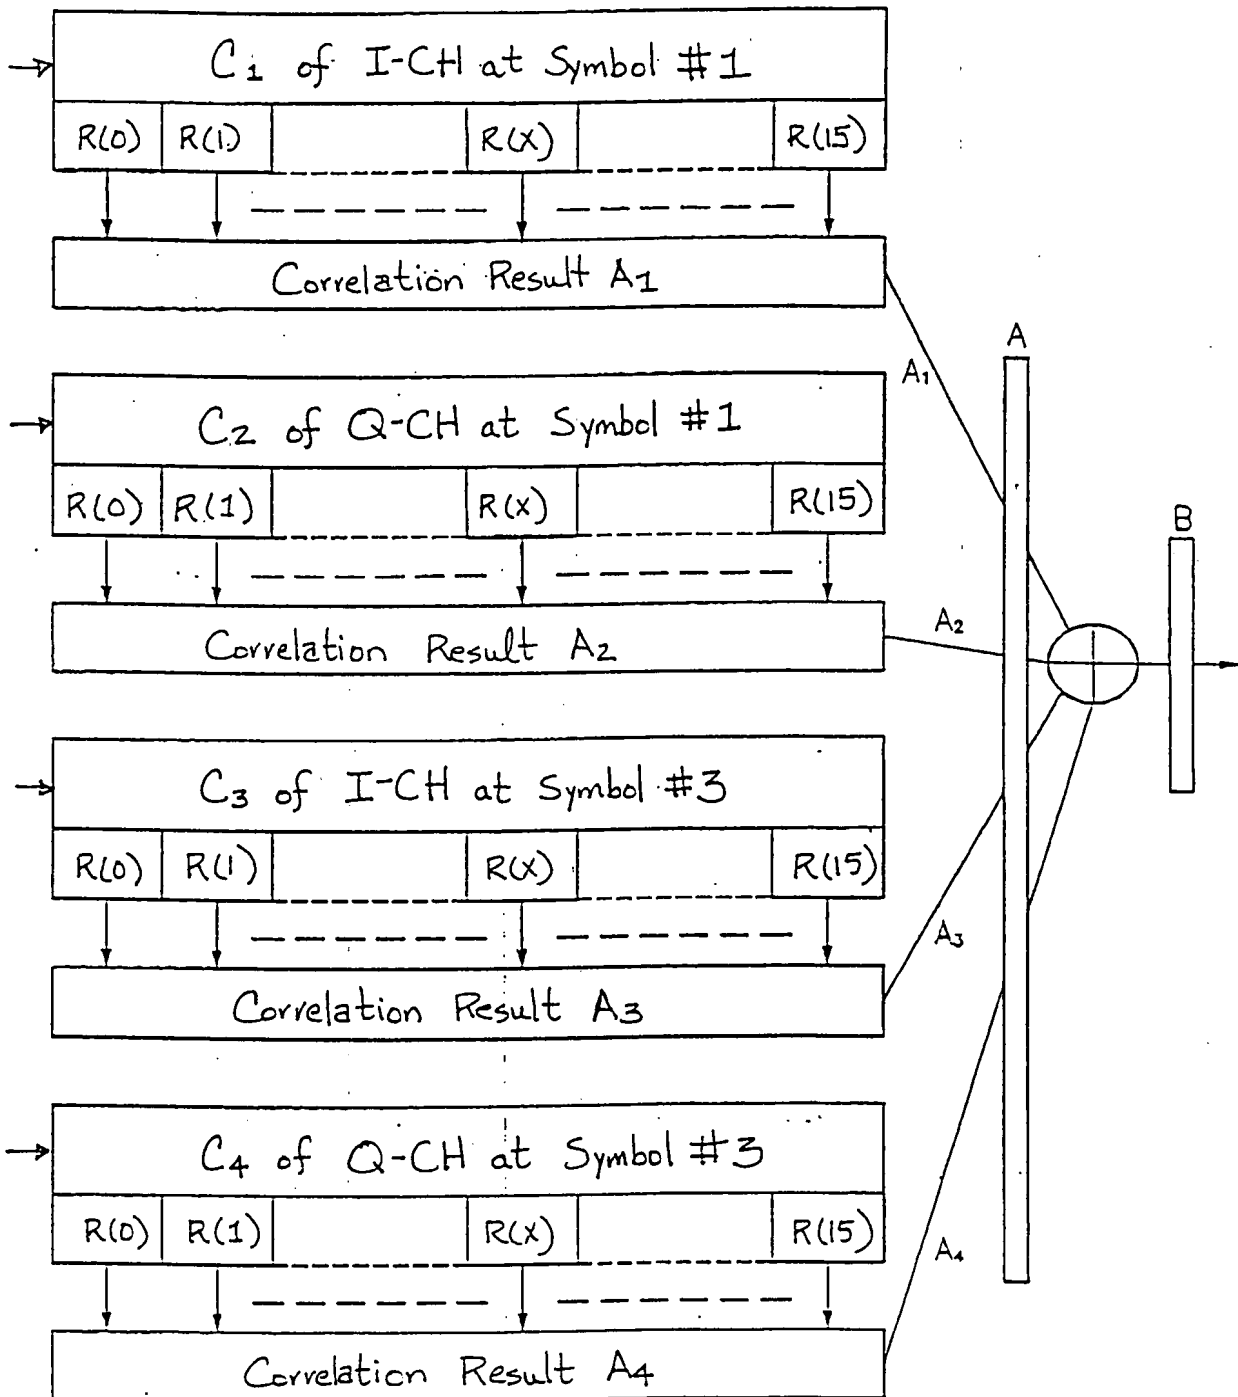 C1 of I-CH at Symbol #1
R(0) R(1) R(X) R(15)
Correlation Result A1
C2 of Q-CH at Symbol #1
R(0) R(1) R(X) R(15)
Correlation Result A2
C3 of I-CH at Symbol #3
R(0) R(1) R(X) R(15)
Correlation Result A3
C4 of Q-CH at Symbol #3
R(0) R(1) R(X) R(15)
Correlation Result A4
A1
A2
A3
A4
A
B